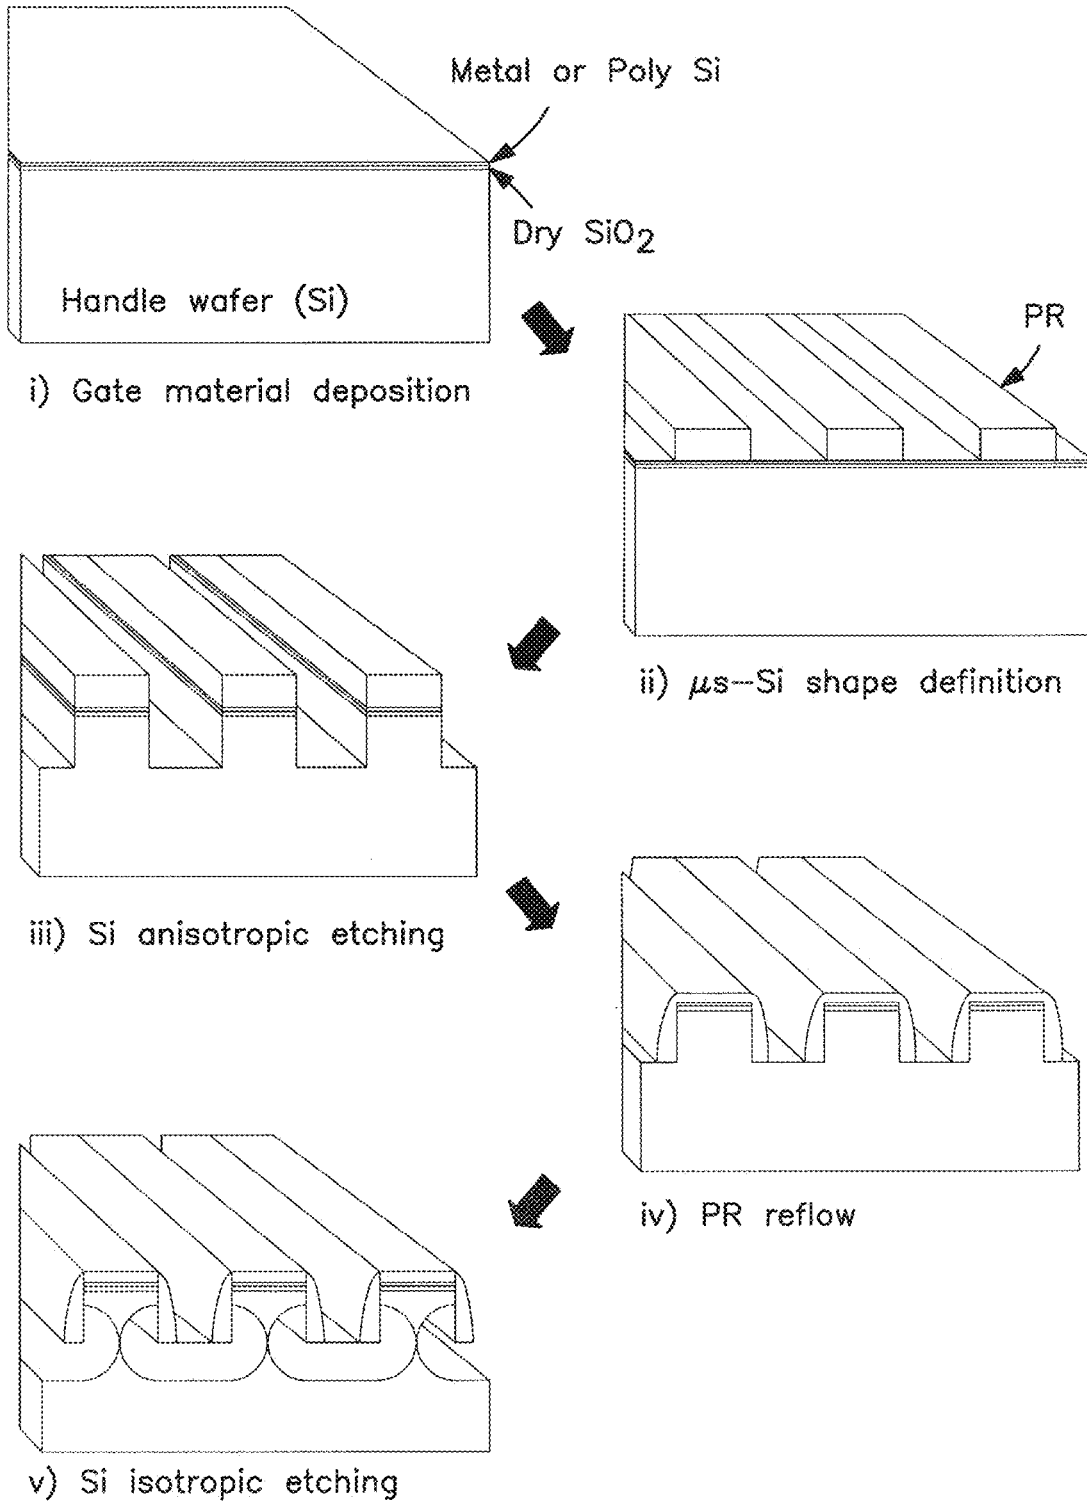 Metal or Poly Si
Dry SiO₂
Handle wafer (Si)
i) Gate material deposition
PR
ii) μs-Si shape definition
iii) Si anisotropic etching
iv) PR reflow
v) Si isotropic etching